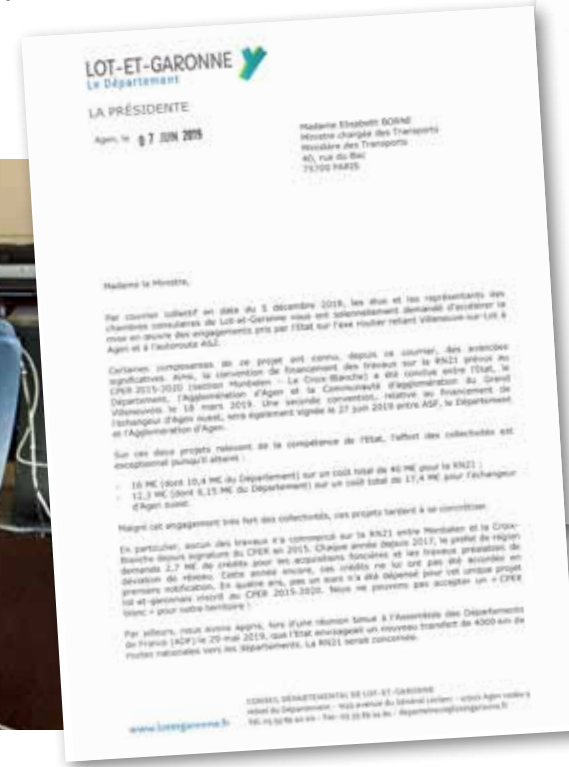 LOT-ET-GARONNE
Le Département
LA PRÉSIDENTE
Agen, le 07 JUIN 2019
Madame Elisabeth BORNE
Ministre chargée des Transports
Ministère des Transports
40, rue du Bac
75700 PARIS
Madame la Ministre,
Par courrier collectif en date du 5 décembre 2018, les élus et les représentants des
chambres consulaires de Lot-et-Garonne vous ont solennellement demandé d'accélérer la
mise en œuvre des engagements pris par l'Etat sur l'axe routier reliant Villeneuve-sur-Lot à
Agen et à l'autoroute A62.
Certaines composantes de ce projet ont connu, depuis ce courrier, des avancées
significatives. Ainsi, la convention de financement des travaux sur la RN21 prévus au
CPER 2015-2020 (section Monbalen - La Croix-Blanche) a été conclue entre l'Etat, le
Département, l'Agglomération d'Agen et la Communauté d'agglomération du Grand
Villeneuvois le 18 mars 2019. Une seconde convention, relative au financement de
l'échangeur d'Agen ouest, sera également signée le 27 juin 2019 entre ASF, le Département
et l'Agglomération d'Agen.
Sur ces deux projets relevant de la compétence de l'Etat, l'effort des collectivités est
exceptionnel puisqu'il atteint :
- 16 M€ (dont 10,4 M€ du Département) sur un coût total de 40 M€ pour la RN21 ;
- 12,3 M€ (dont 6,15 M€ du Département) sur un coût total de 17,4 M€ pour l'échangeur
d'Agen ouest.
Malgré cet engagement très fort des collectivités, ces projets tardent à se concrétiser.
En particulier, aucun des travaux n'a commencé sur la RN21 entre Monbalen et la Croix-
Blanche depuis signature du CPER en 2015. Chaque année depuis 2017, le préfet de région
demande 2,7 M€ de crédits pour les acquisitions foncières et les travaux préalables de
déviation de réseau. Cette année encore, ces crédits ne lui ont pas été accordés en
première notification. En quatre ans, pas un euro n'a été dépensé pour cet unique projet
lot et garonnais inscrit au CPER 2015-2020. Nous ne pouvons pas accepter un « CPER
blanc » pour notre territoire !
Par ailleurs, nous avons appris, lors d'une réunion tenue à l'Assemblée des Départements
de France (ADF) le 29 mai 2019, que l'Etat envisageait un nouveau transfert de 4000 km de
routes nationales vers les départements. La RN21 serait concernée.
CONSEIL DÉPARTEMENTAL DE LOT-ET-GARONNE
Hôtel du Département - 1633 avenue du Général Leclerc - 47922 Agen cedex 9
www.lotetgaronne.fr